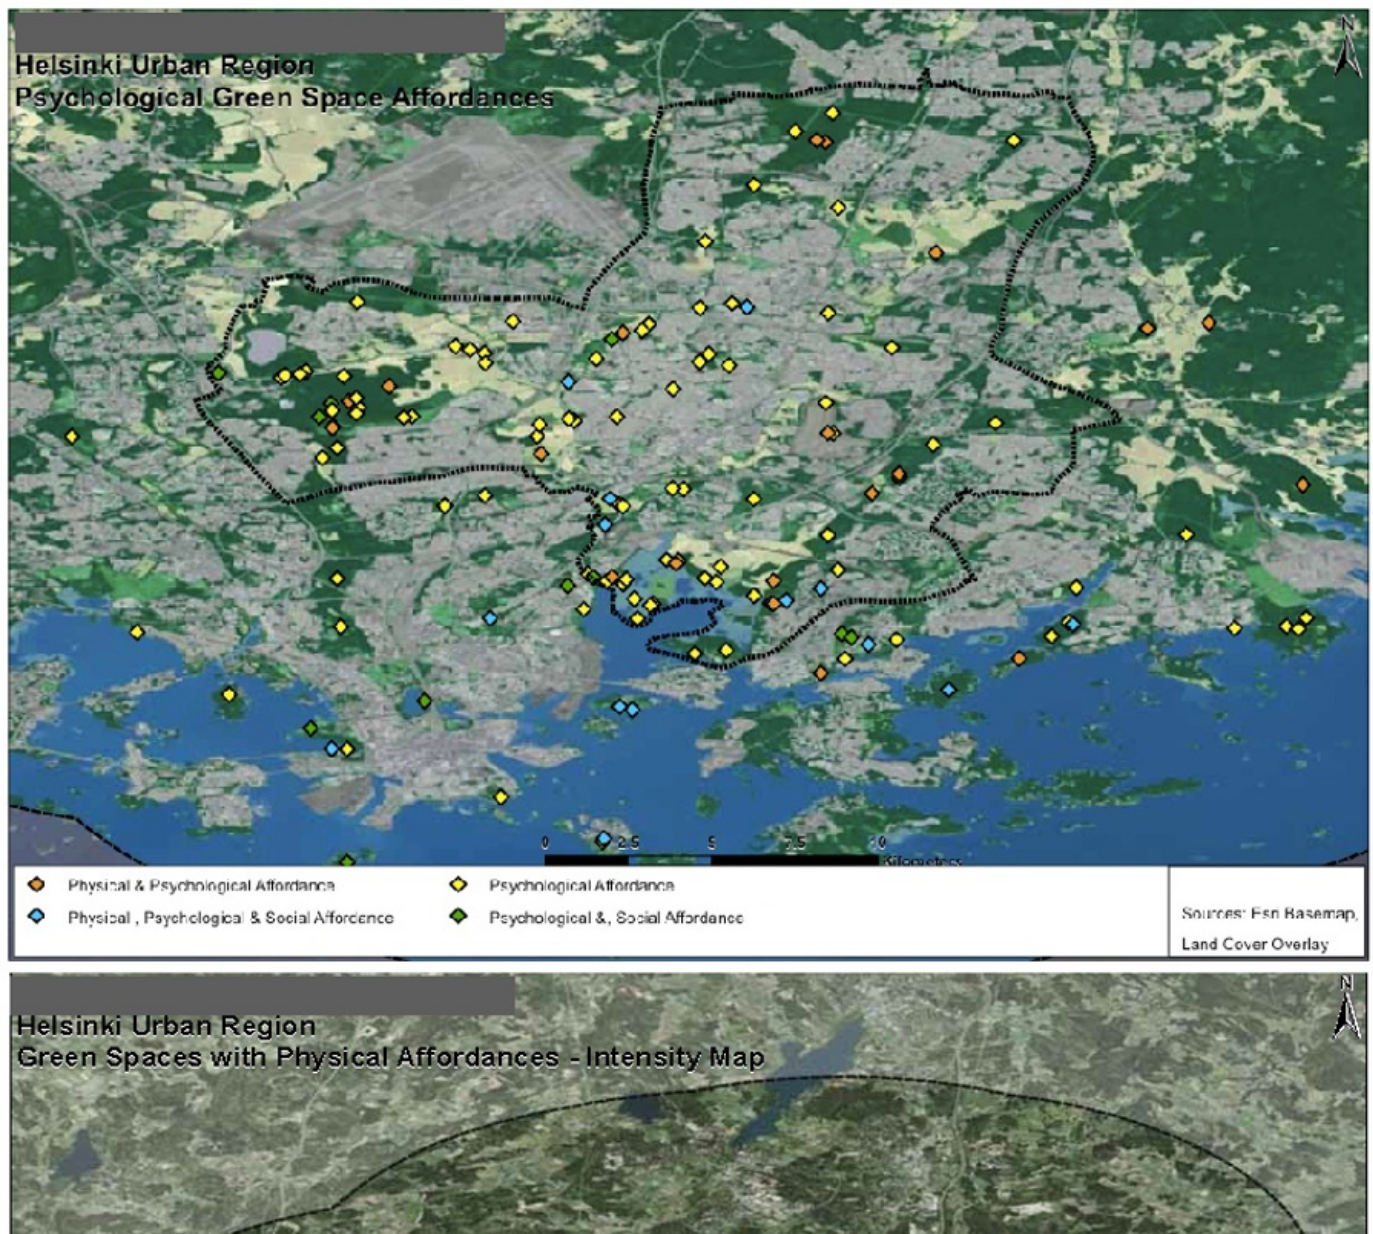 Helsinki Urban Region
Psychological Green Space Affordances
N
0 2.5 5 7.5 10
Kilometers
Physical & Psychological Affordance
Psychological Affordance
Physical , Psychological & Social Affordance
Psychological &, Social Affordance
Sources: Esri Basemap,
Land Cover Overlay
N
Helsinki Urban Region
Green Spaces with Physical Affordances - Intensity Map